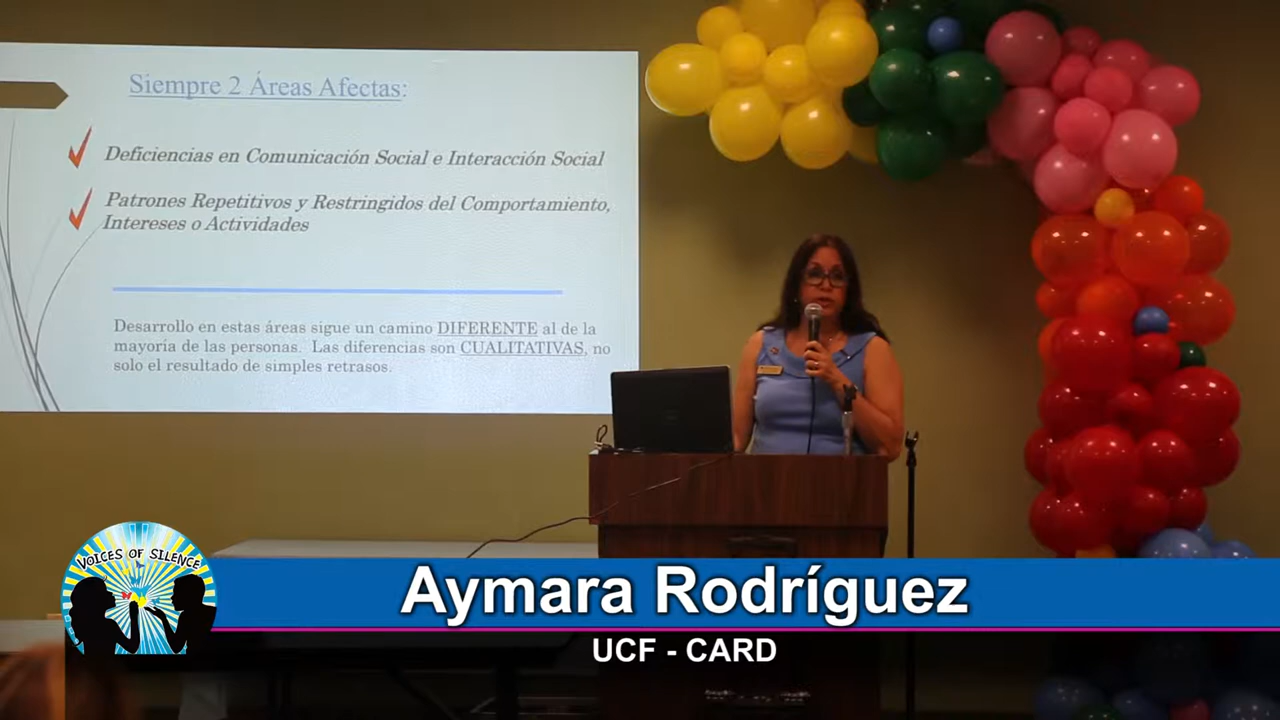 Siempre 2 Áreas Afectas:
Deficiencias en Comunicación Social e Interacción Social
Patrones Repetitivos y Restringidos del Comportamiento,
Intereses o Actividades
Desarrollo en estas áreas sigue un camino DIFERENTE al de la
mayoría de las personas. Las diferencias son CUALITATIVAS, no
solo el resultado de simples retrasos.
VOICES OF SILENCE
Aymara Rodríguez
UCF - CARD